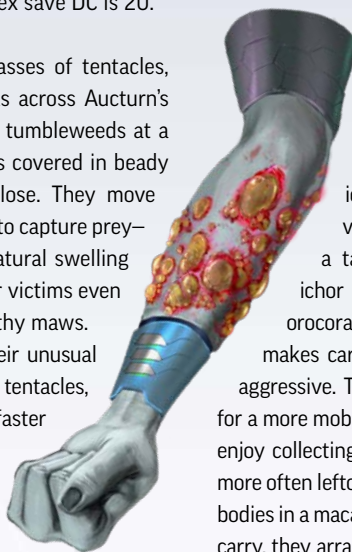 ex save DC is 20.
asses of tentacles,
s across Aucturn's
tumbleweeds at a
s covered in beady
lose. They move
to capture prey—
atural swelling
r victims even
thy maws.
eir unusual
tentacles,
faster
v
a ta
ichor
orocora
makes car
aggressive. T
for a more mob
enjoy collecting
more often lefto
bodies in a maca
carry, they arra